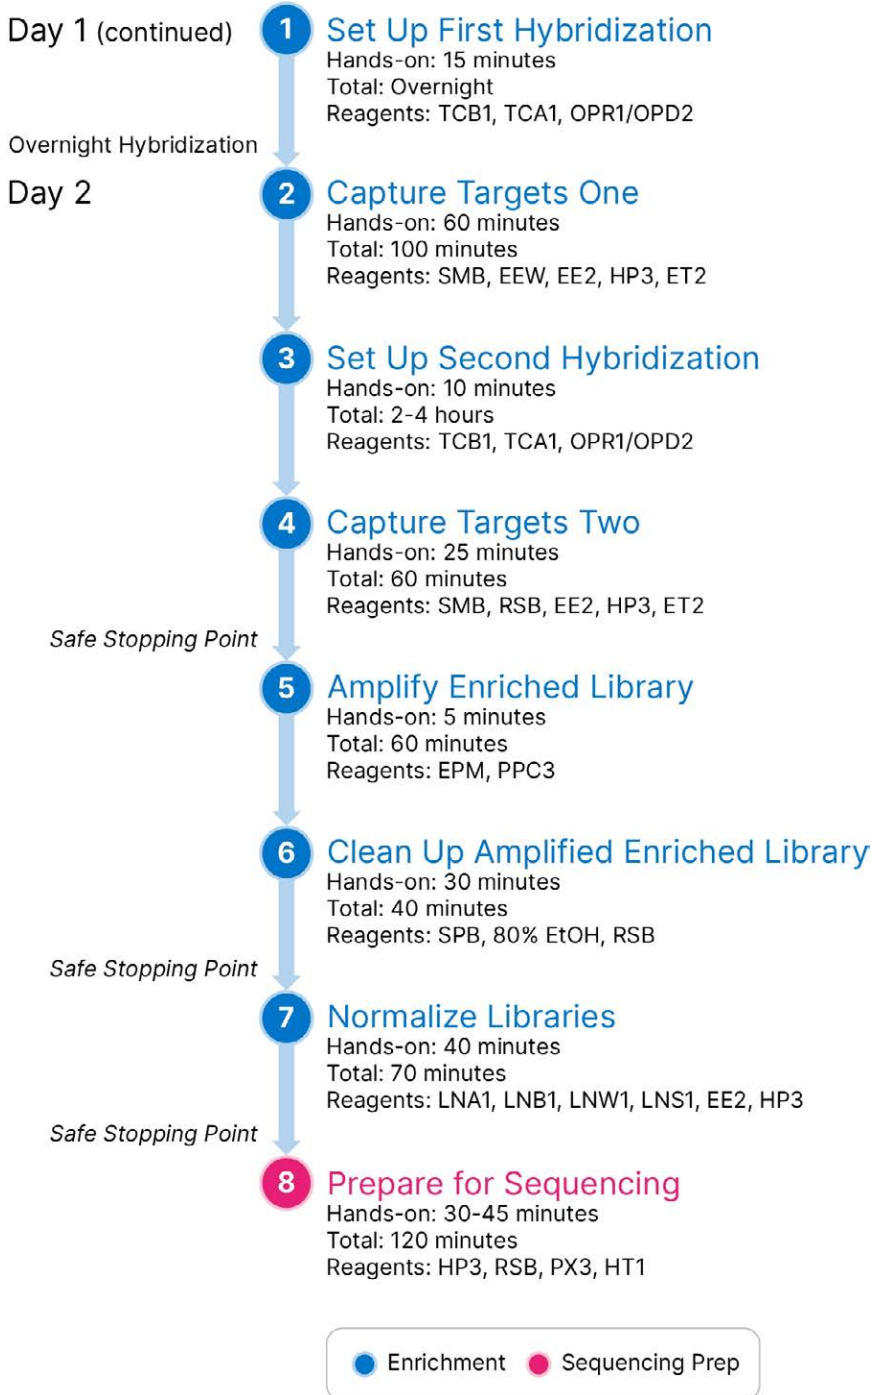 Day 1 (continued)
1
Set Up First Hybridization
Hands-on: 15 minutes
Total: Overnight
Reagents: TCB1, TCA1, OPR1/OPD2
Overnight Hybridization
Day 2
2
Capture Targets One
Hands-on: 60 minutes
Total: 100 minutes
Reagents: SMB, EEW, EE2, HP3, ET2
3
Set Up Second Hybridization
Hands-on: 10 minutes
Total: 2-4 hours
Reagents: TCB1, TCA1, OPR1/OPD2
4
Capture Targets Two
Hands-on: 25 minutes
Total: 60 minutes
Reagents: SMB, RSB, EE2, HP3, ET2
Safe Stopping Point
5
Amplify Enriched Library
Hands-on: 5 minutes
Total: 60 minutes
Reagents: EPM, PPC3
6
Clean Up Amplified Enriched Library
Hands-on: 30 minutes
Total: 40 minutes
Reagents: SPB, 80% EtOH, RSB
Safe Stopping Point
7
Normalize Libraries
Hands-on: 40 minutes
Total: 70 minutes
Reagents: LNA1, LNB1, LNW1, LNS1, EE2, HP3
Safe Stopping Point
8
Prepare for Sequencing
Hands-on: 30-45 minutes
Total: 120 minutes
Reagents: HP3, RSB, PX3, HT1
Enrichment
Sequencing Prep